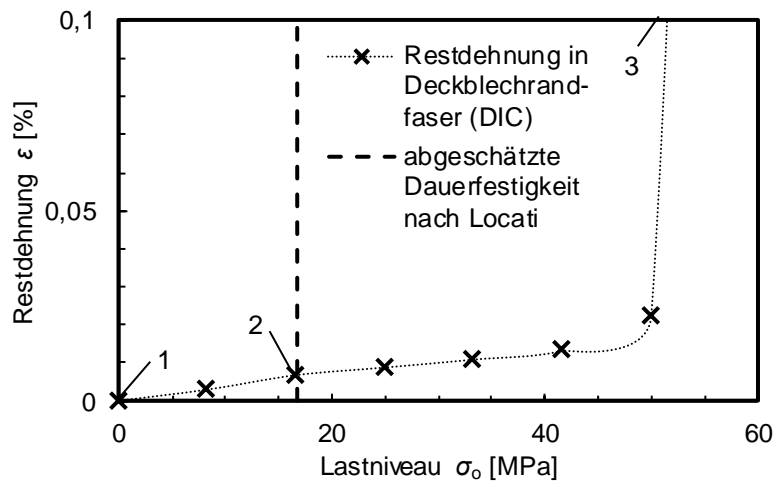 0,1
0,05
0
Restdehnung ε [%]
Restdehnung in
Deckblechrand-
faser (DIC)
abgeschätzte
Dauerfestigkeit
nach Locati
1
2
3
0 20 40 60
Lastniveau σo [MPa]